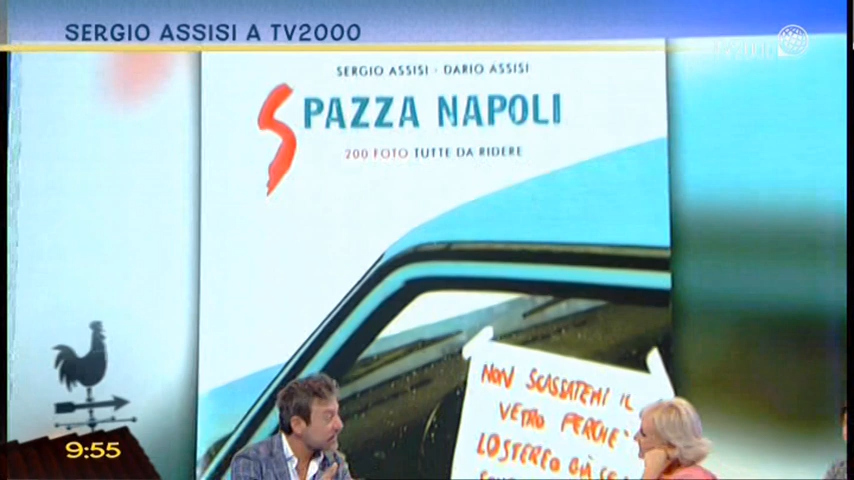 SERGIO ASSISI A TV2000
SERGIO ASSISI - DARIO ASSISI
SPAZZA NAPOLI
200 FOTO TUTTE DA RIDERE
NON SCASSATEMI IL
VETRO PERCHE'
LO STEREO GIÀ
9:55